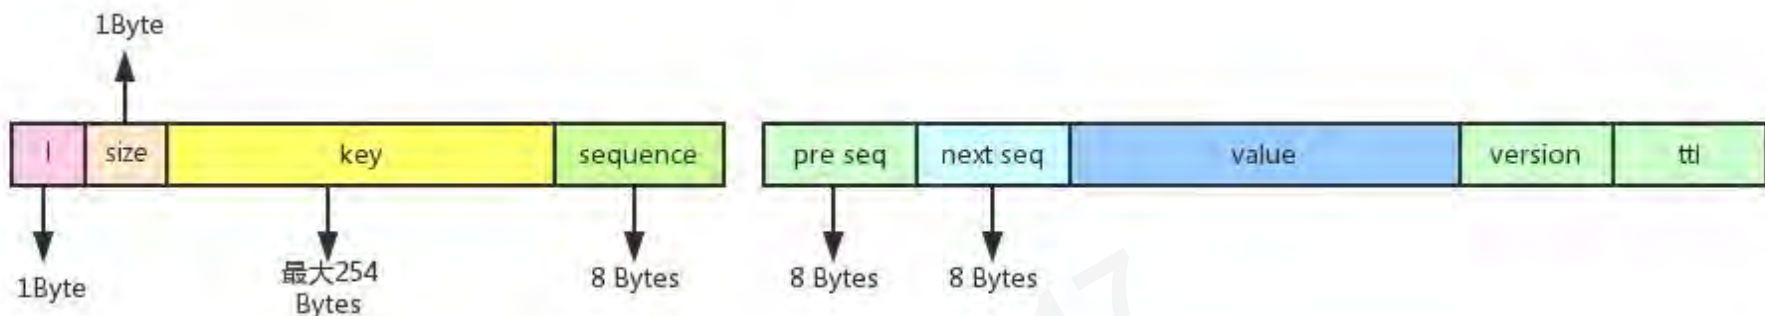 1Byte
l size key sequence pre seq next seq value version ttl
1Byte
最大254
Bytes
8 Bytes
8 Bytes
8 Bytes